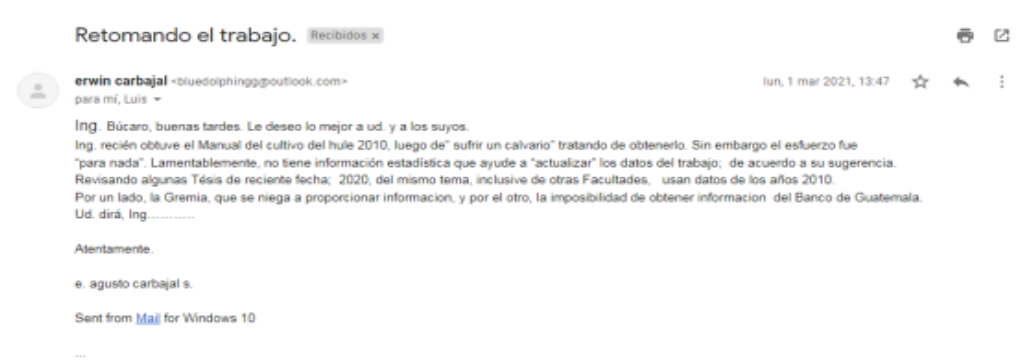 Retomando el trabajo. Recibidos x
erwin carbajal <bluedolphingg@outlook.com> lun, 1 mar 2021, 13:47
para mí, Luis
Ing. Búcaro, buenas tardes. Le deseo lo mejor a ud. y a los suyos.
Ing. recién obtuve el Manual del cultivo del hule 2010, luego de" sufrir un calvario" tratando de obtenerlo. Sin embargo el esfuerzo fue
"para nada". Lamentablemente, no tiene información estadística que ayude a "actualizar" los datos del trabajo; de acuerdo a su sugerencia.
Revisando algunas Tésis de reciente fecha; 2020, del mismo tema, inclusive de otras Facultades, usan datos de los años 2010.
Por un lado, la Gremia, que se niega a proporcionar informacion, y por el otro, la imposibilidad de obtener informacion del Banco de Guatemala.
Ud. dirá, Ing............
Atentamente.
e. agusto carbajal s.
Sent from Mail for Windows 10
...